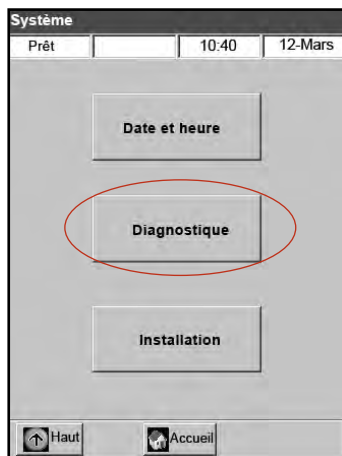 Système
Prêt 10:40 12-Mars
Date et heure
Diagnostique
Installation
Haut Accueil